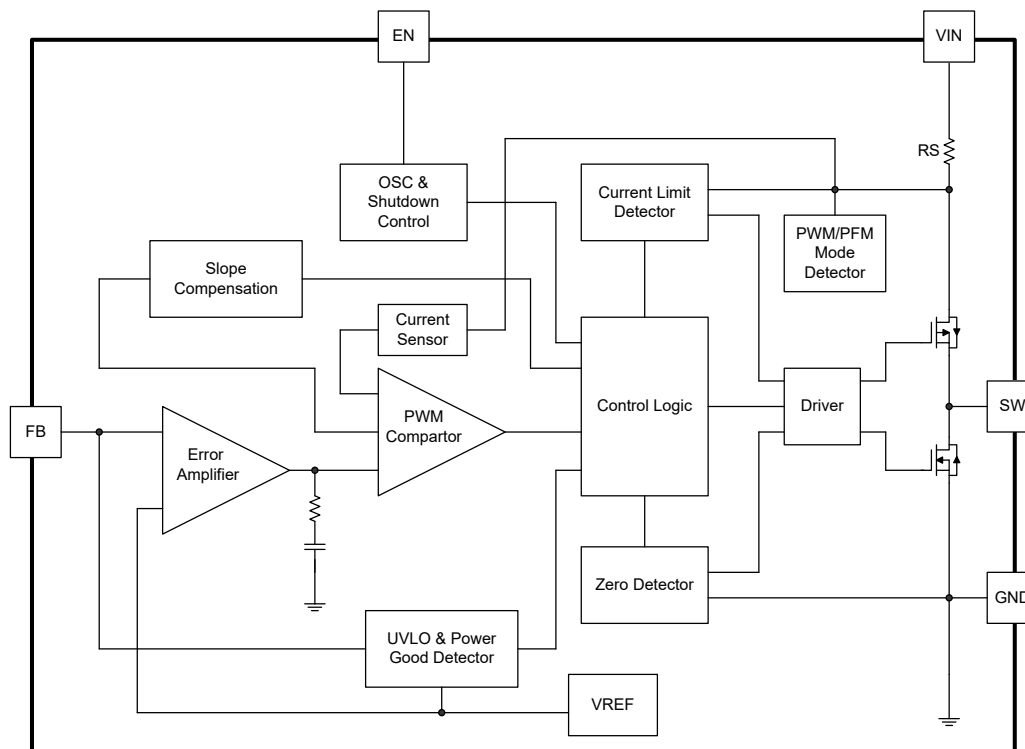 EN
VIN
RS
OSC &
Shutdown
Control
Current Limit
Detector
PWM/PFM
Mode
Detector
Slope
Compensation
Current
Sensor
FB
Error
Amplifier
PWM
Compartor
Control Logic
Driver
SW
Zero Detector
GND
UVLO & Power
Good Detector
VREF